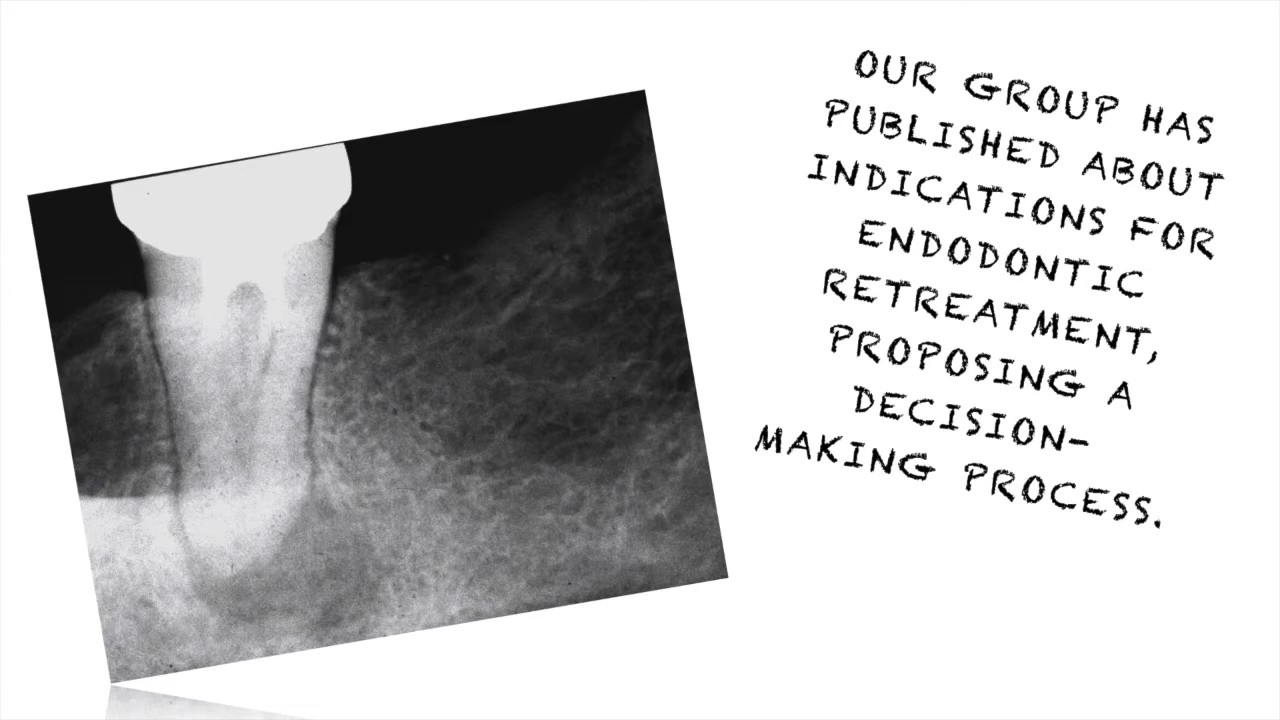 OUR GROUP HAS
PUBLISHED ABOUT
INDICATIONS FOR
ENDODONTIC
RETREATMENT,
PROPOSING A
DECISION-
MAKING PROCESS.